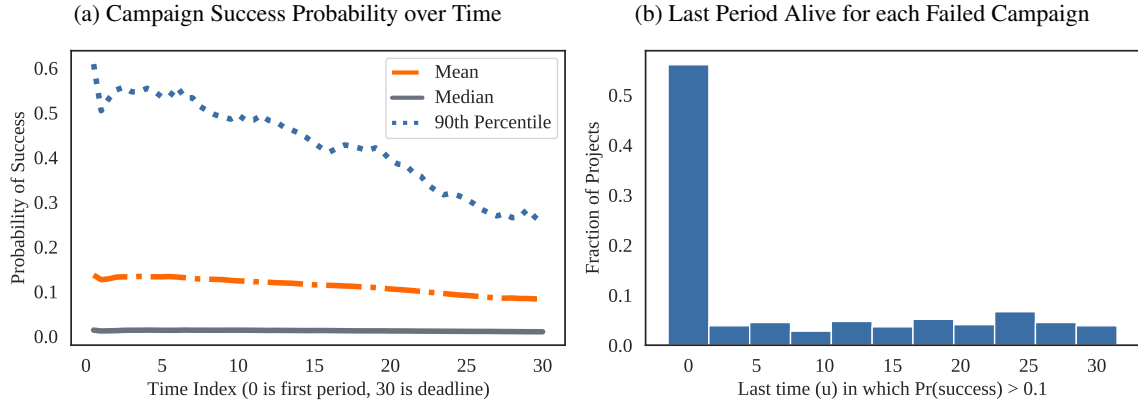 (a) Campaign Success Probability over Time
0.6
0.5
0.4
0.3
0.2
0.1
0.0
Probability of Success
Mean
Median
90th Percentile
0 5 10 15 20 25 30
Time Index (0 is first period, 30 is deadline)
(b) Last Period Alive for each Failed Campaign
0.5
0.4
0.3
0.2
0.1
0.0
Fraction of Projects
0 5 10 15 20 25 30
Last time (u) in which Pr(success) > 0.1